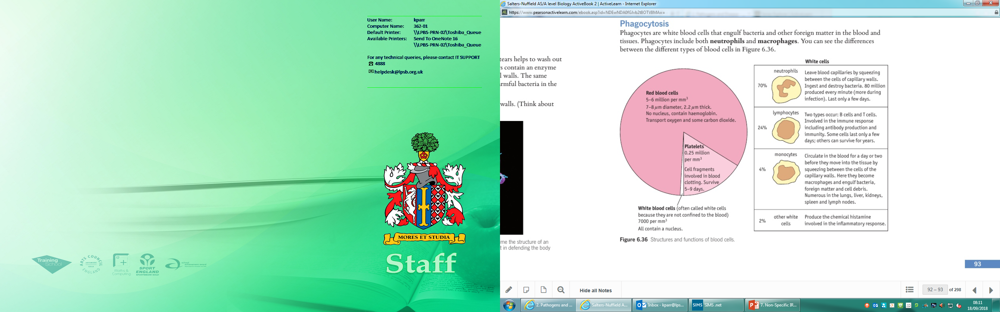 User Name: kparr
Computer Name: 362-01
Default Printer: \\LPBS-PRN-02\Toshiba_Queue
Available Printers: Send To OneNote 16
\\LPBS-PRN-02\Toshiba_Queue
For any technical queries, please contact IT SUPPORT
☎ 4888
✉ helpdesk@lpsb.org.uk
MORES ET STUDIA
Staff
Training
School
ARTS COUNCIL
ARTSMARK
GOLD
ENGLAND
Maths &
Computing
SPORT
ENGLAND
SPORTSMARK GOLD
school
achievement award
Salters-Nuffield AS/A level Biology ActiveBook 2 | ActiveLearn - Internet Explorer
AL https://www.pearsonactivelearn.com/ebook.asp?id=NDEwNDA0fGJvb2t8OTV8MA==
tears helps to wash out
rs contain an enzyme
l walls. The same
armful bacteria in the
walls. (Think about
ime the structure of an
t in defending the body
Phagocytosis
Phagocytes are white blood cells that engulf bacteria and other foreign matter in the blood and
tissues. Phagocytes include both neutrophils and macrophages. You can see the differences
between the different types of blood cells in Figure 6.36.
Red blood cells
5–6 million per mm³
7–8 μm diameter, 2.2 μm thick.
No nucleus, contain haemoglobin.
Transport oxygen and some carbon dioxide.
Platelets
0.25 million
per mm³
Cell fragments
involved in blood
clotting. Survive
5–9 days.
White blood cells (often called white cells
because they are not confined to the blood)
7000 per mm³
All contain a nucleus.
White cells
70%
neutrophils
Leave blood capillaries by squeezing
between the cells of capillary walls.
Ingest and destroy bacteria. 80 million
produced every minute (more during
infection). Last only a few days.
24%
lymphocytes
Two types occur: B cells and T cells.
Involved in the immune response
including antibody production and
immunity. Some cells last only a few
days; others can survive for years.
4%
monocytes
Circulate in the blood for a day or two
before they move into the tissue by
squeezing between the cells of the
capillary walls. Here they become
macrophages and engulf bacteria,
foreign matter and cell debris.
Numerous in the lungs, liver, kidneys,
spleen and lymph nodes.
2%
other white
cells
Produce the chemical histamine
involved in the inflammatory response.
Figure 6.36 Structures and functions of blood cells.
93
Hide all Notes
92 – 93 of 298
2. Pathogens and ...
Salters-Nuffield A...
Inbox - kparr@lps...
SIMS SIMS .net
7. Non-Specific IR...
08:11
18/09/2018